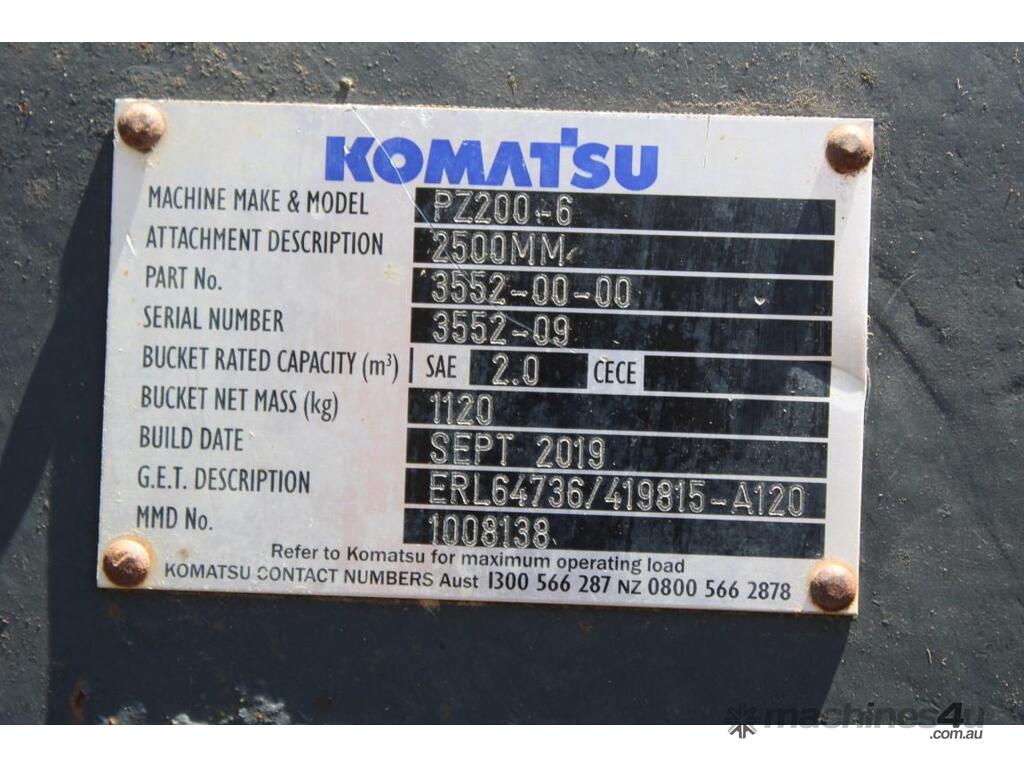 KOMATSU
MACHINE MAKE & MODEL PZ200-6
ATTACHMENT DESCRIPTION 2500MM
PART No. 3552-00-00
SERIAL NUMBER 3552-09
BUCKET RATED CAPACITY (m³) SAE 2.0 CECE
BUCKET NET MASS (kg) 1120
BUILD DATE SEPT 2019
G.E.T. DESCRIPTION ERL64736/419815-A120
MMD No. 1008138
Refer to Komatsu for maximum operating load
KOMATSU CONTACT NUMBERS Aust 1300 566 287 NZ 0800 566 2878
machines4u
.com.au